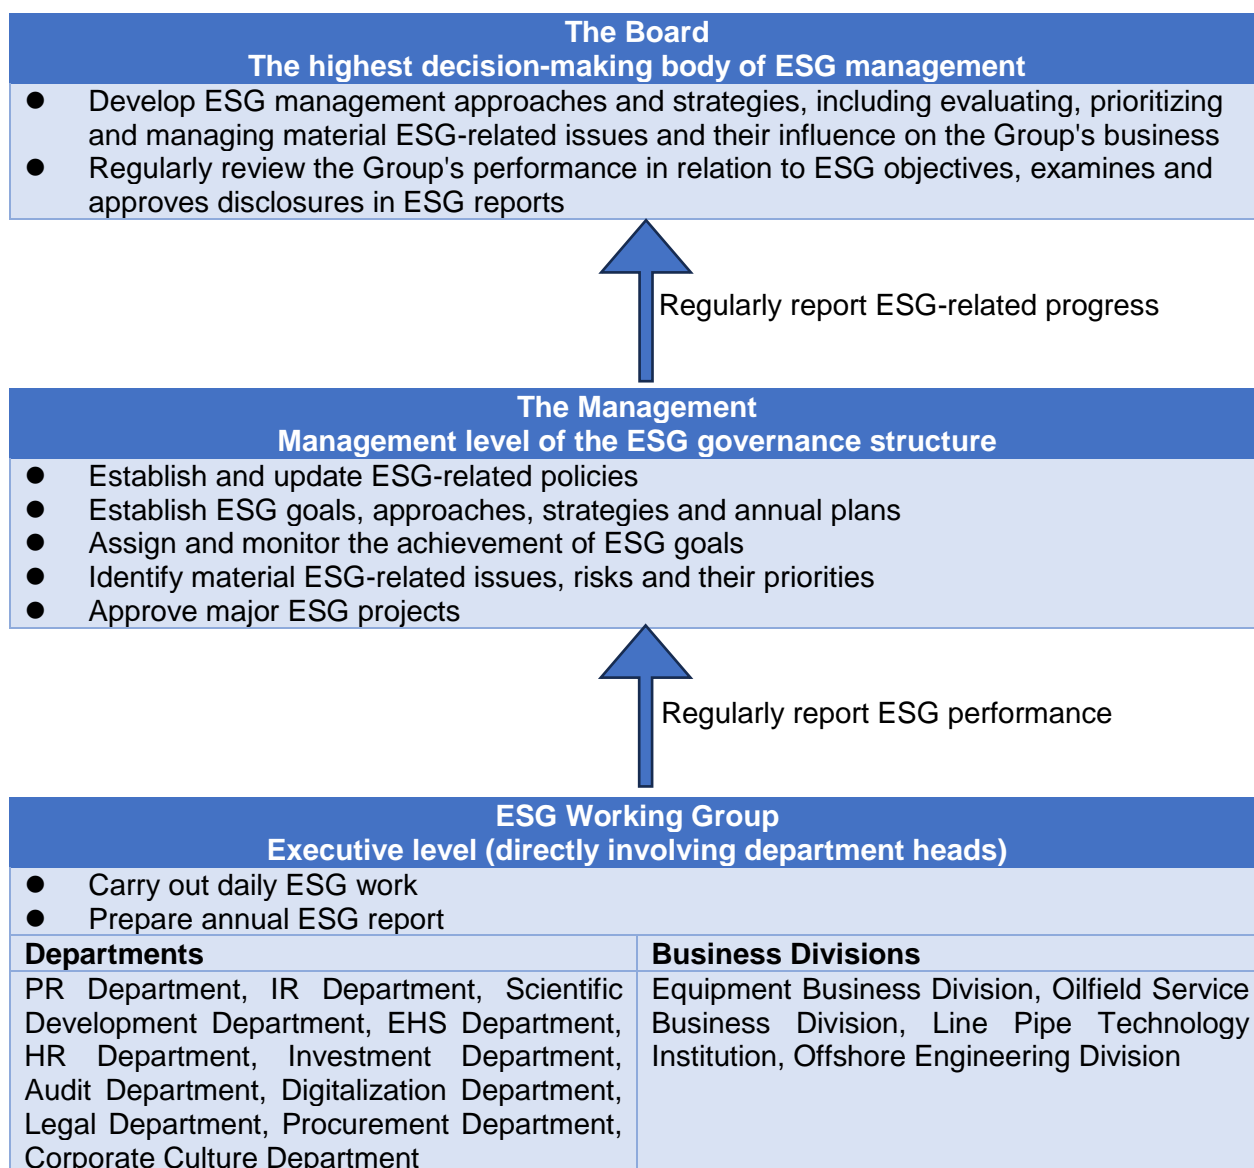 The Board
The highest decision-making body of ESG management
● Develop ESG management approaches and strategies, including evaluating, prioritizing
and managing material ESG-related issues and their influence on the Group's business
● Regularly review the Group's performance in relation to ESG objectives, examines and
approves disclosures in ESG reports
Regularly report ESG-related progress
The Management
Management level of the ESG governance structure
● Establish and update ESG-related policies
● Establish ESG goals, approaches, strategies and annual plans
● Assign and monitor the achievement of ESG goals
● Identify material ESG-related issues, risks and their priorities
● Approve major ESG projects
Regularly report ESG performance
ESG Working Group
Executive level (directly involving department heads)
● Carry out daily ESG work
● Prepare annual ESG report
Departments
PR Department, IR Department, Scientific
Development Department, EHS Department,
HR Department, Investment Department,
Audit Department, Digitalization Department,
Legal Department, Procurement Department,
Corporate Culture Department
Business Divisions
Equipment Business Division, Oilfield Service
Business Division, Line Pipe Technology
Institution, Offshore Engineering Division